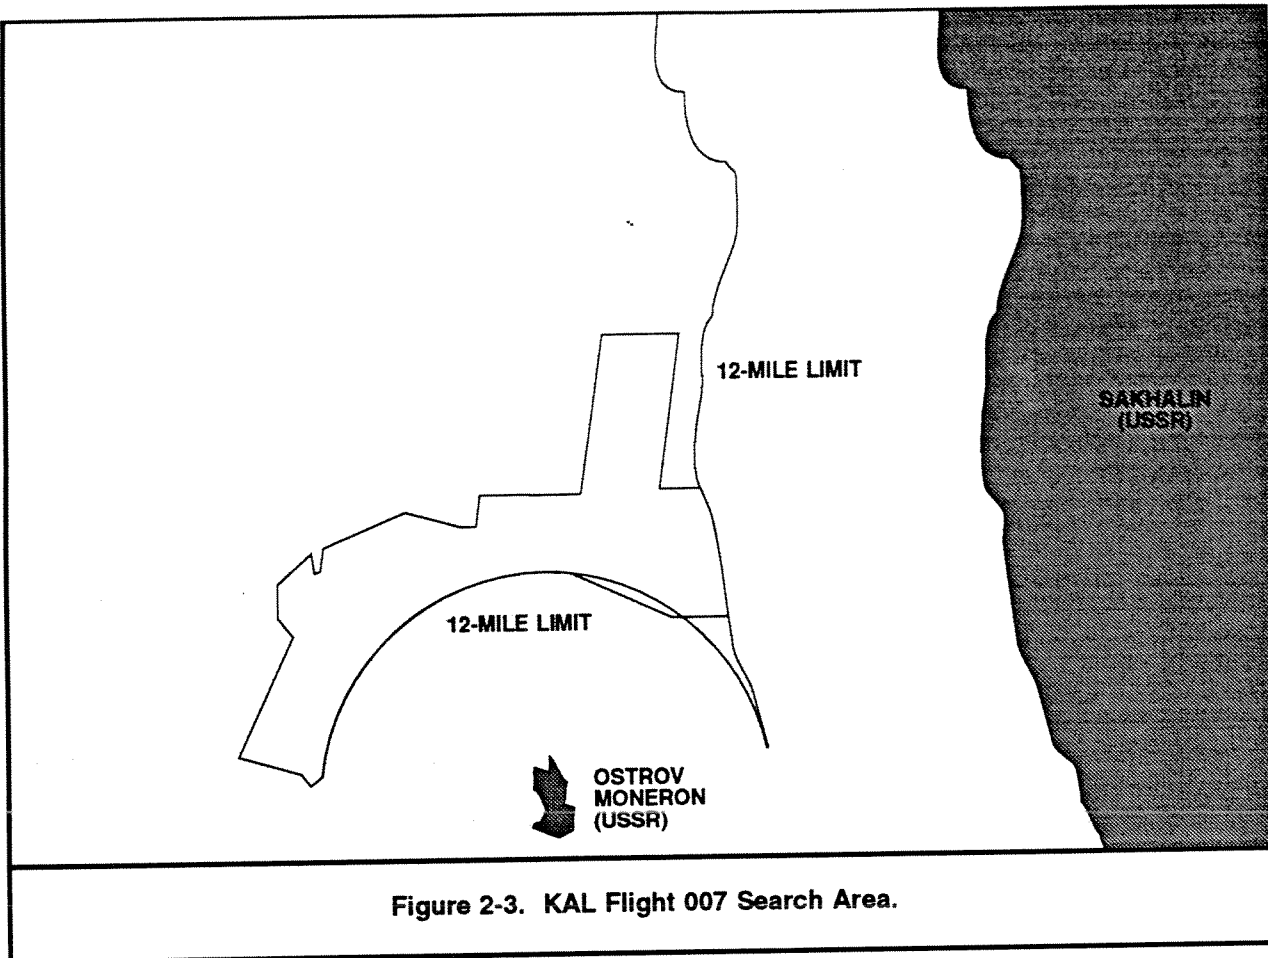 12-MILE LIMIT
SAKHALIN
(USSR)
12-MILE LIMIT
OSTROV
MONERON
(USSR)
Figure 2-3. KAL Flight 007 Search Area.